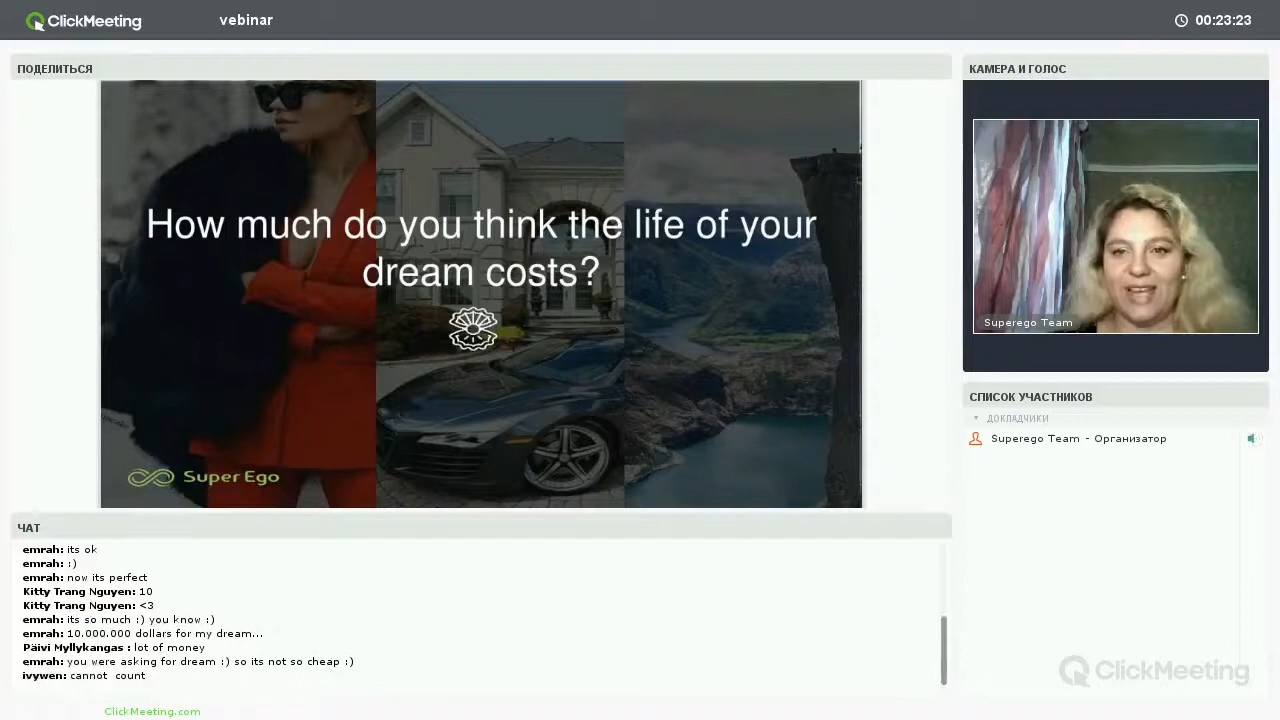 ClickMeeting
vebinar
00:23:23
ПОДЕЛИТЬСЯ
How much do you think the life of your
dream costs?
Super Ego
КАМЕРА И ГОЛОС
Superego Team
СПИСОК УЧАСТНИКОВ
ДОКЛАДЧИКИ
Superego Team - Организатор
ЧАТ
emrah: its ok
emrah: :)
emrah: now its perfect
Kitty Trang Nguyen: 10
Kitty Trang Nguyen: <3
emrah: its so much :) you know :)
emrah: 10.000.000 dollars for my dream...
Päivi Myllykangas : lot of money
emrah: you were asking for dream :) so its not so cheap :)
ivywen: cannot count
ClickMeeting
ClickMeeting.com